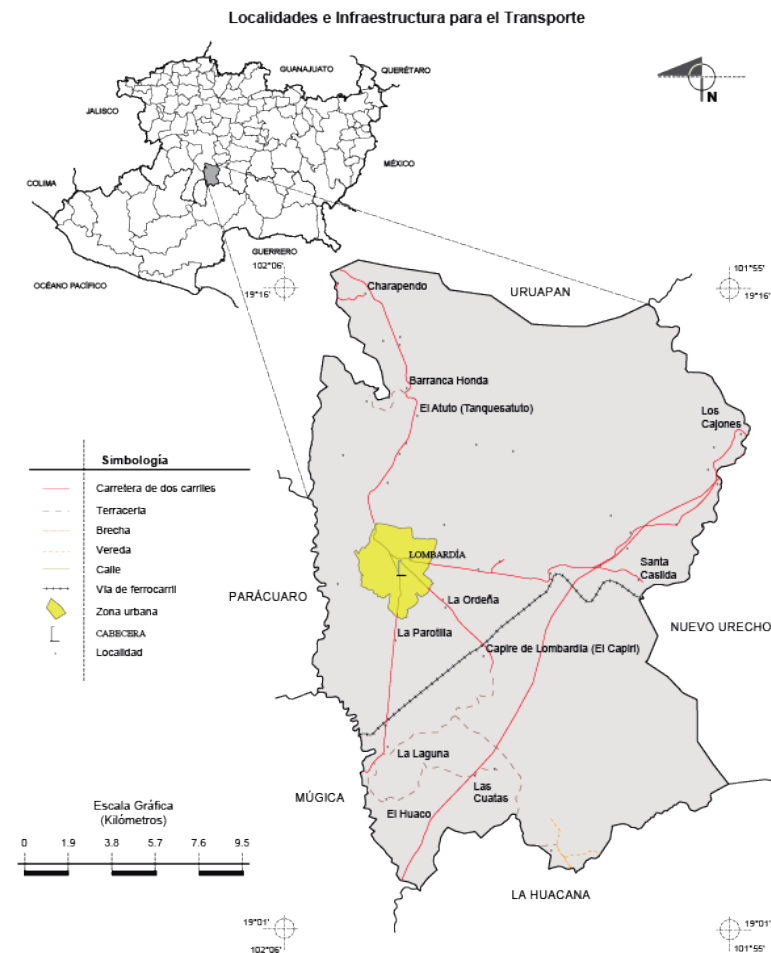 Localidades e Infraestructura para el Transporte
GUANAJUATO
QUERÉTARO
JALISCO
N
MÉXICO
COLIMA
GUERRERO
OCÉANO PACÍFICO
102°06'
19°16'
101°55'
19°16'
Charapendo
URUAPAN
Barranca Honda
El Atuto (Tanquesatuto)
Los
Cajones
Simbología
Carretera de dos carriles
Terracería
Brecha
Vereda
Calle
Vía de ferrocarril
Zona urbana
CABECERA
Localidad
LOMBARDÍA
Santa
Casilda
PARÁCUARO
La Ordeña
NUEVO URECHO
La Parotilla
Capire de Lombardía (El Capiri)
La Laguna
Las
Cuatas
MÚGICA
El Huaco
Escala Gráfica
(Kilómetros)
0 1.9 3.8 5.7 7.6 9.5
LA HUACANA
19°01'
102°06'
19°01'
101°55'